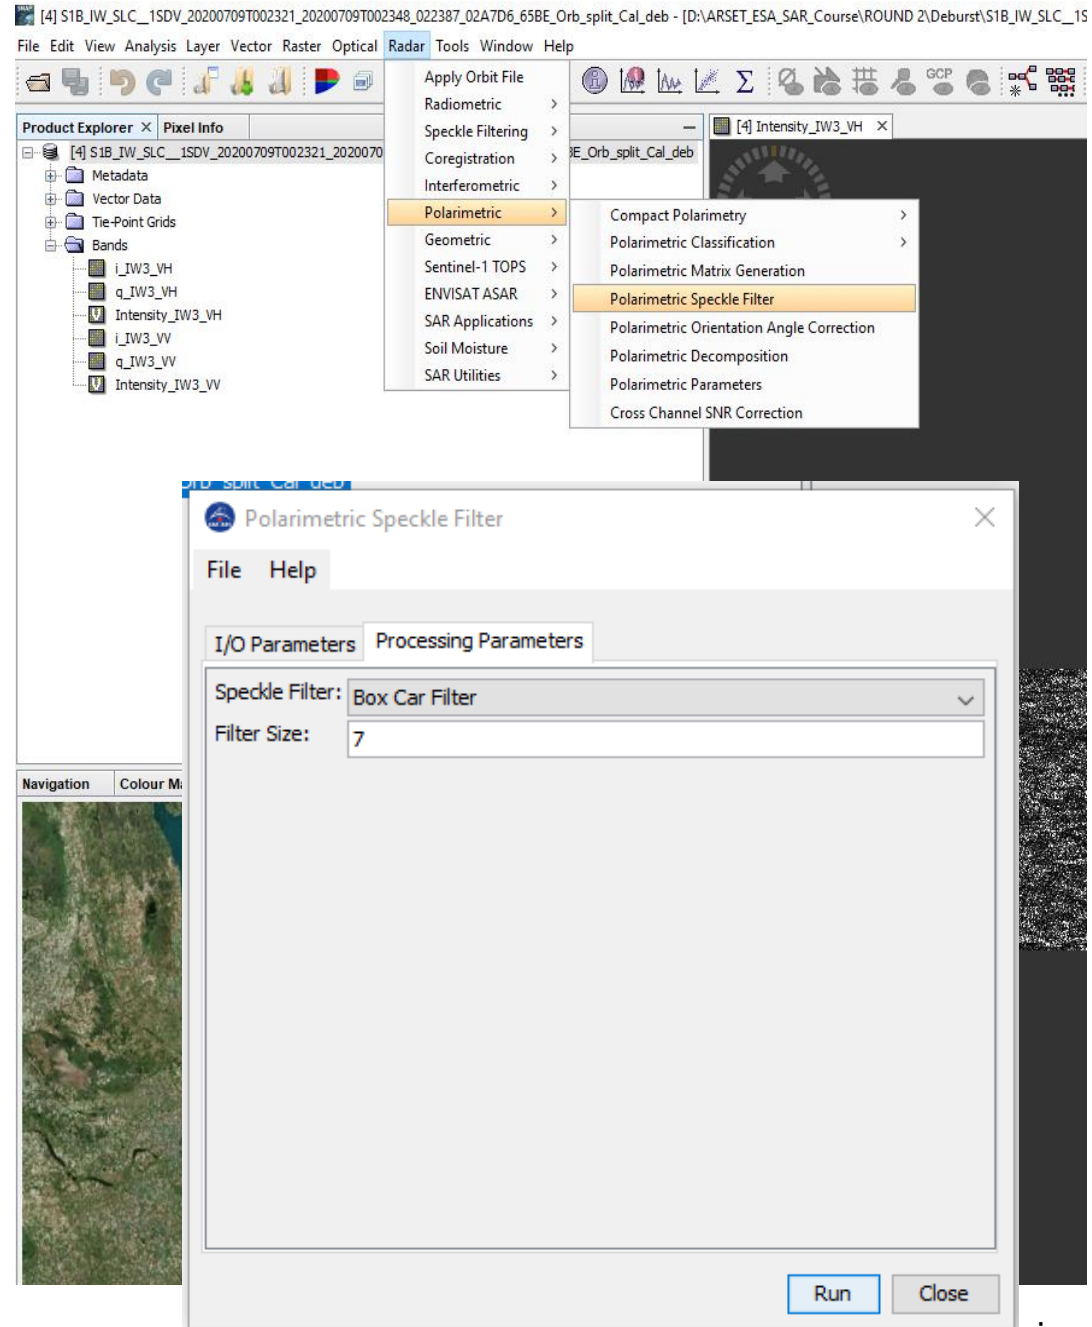 [4] S1B_IW_SLC__1SDV_20200709T002321_20200709T002348_022387_02A7D6_65BE_Orb_split_Cal_deb - [D:\ARSET_ESA_SAR_Course\ROUND 2\Deburst\S1B_IW_SLC__1S
File Edit View Analysis Layer Vector Raster Optical Radar Tools Window Help
GCP
Product Explorer × Pixel Info
[4] Intensity_IW3_VH ×
[4] S1B_IW_SLC__1SDV_20200709T002321_2020070
BE_Orb_split_Cal_deb
Metadata
Vector Data
Tie-Point Grids
Bands
i_IW3_VH
q_IW3_VH
Intensity_IW3_VH
i_IW3_VV
q_IW3_VV
Intensity_IW3_VV
Apply Orbit File
Radiometric >
Speckle Filtering >
Coregistration >
Interferometric >
Polarimetric >
Geometric >
Sentinel-1 TOPS >
ENVISAT ASAR >
SAR Applications >
Soil Moisture >
SAR Utilities >
Compact Polarimetry >
Polarimetric Classification >
Polarimetric Matrix Generation
Polarimetric Speckle Filter
Polarimetric Orientation Angle Correction
Polarimetric Decomposition
Polarimetric Parameters
Cross Channel SNR Correction
Orb_split_Cal_deb
Polarimetric Speckle Filter
File Help
I/O Parameters Processing Parameters
Speckle Filter: Box Car Filter
Filter Size: 7
Run Close
Navigation Colour Ma